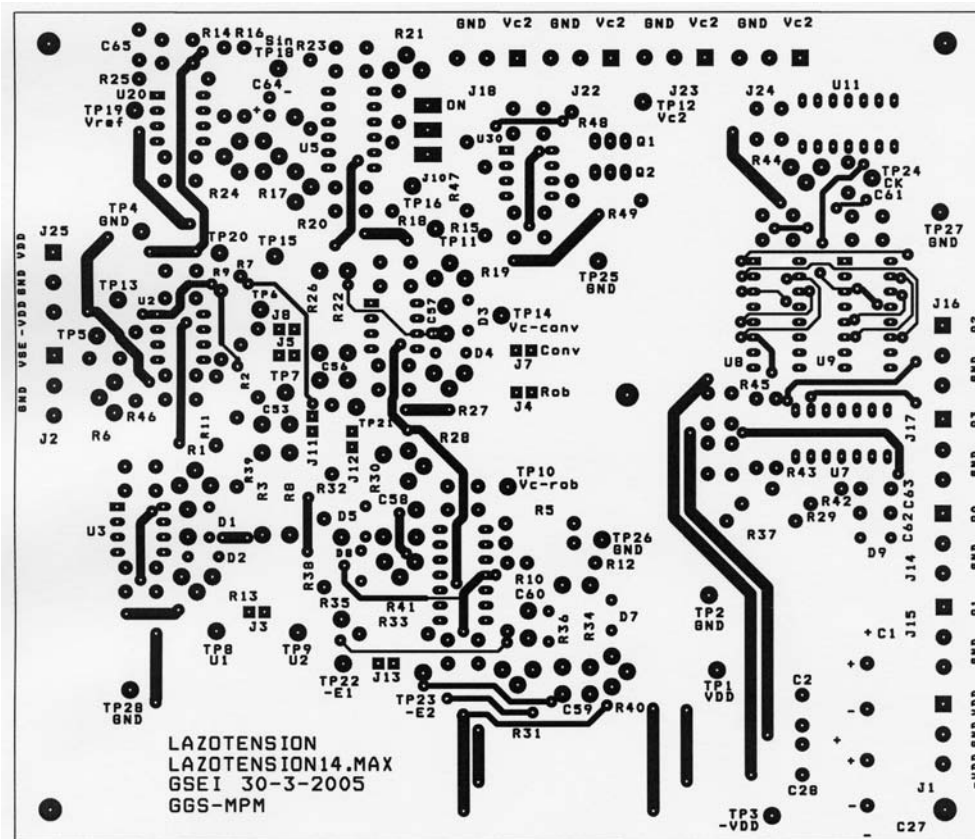 GND Vc2 GND Vc2 GND Vc2 GND Vc2
C65 R14 R16 Sin TP18 R23 R21
R25 U20 C64 + -
TP19 Vref
U5 ON J18 J22 J23 J24 U11
TP12 Vc2
U30 R48 Q1
Q2
R24 R17 J10 TP16 R47
R44 TP24 CK C61
TP4 GND R20 R18 R15 TP11 R49
TP27 GND
J25 TP20 TP15
VDD GND -VDD
R19 TP25 GND
TP13 U2 R9 R7 TP6 R26 R22 C57 D3 TP14 Vc-conv
J16
TP5 J8 J5
VSE GND
R2 C56 D4 J7 Conv
U8 U9
TP7 J4 Rob R45
J2 R46 C53 R27
R6 R11 J11 TP21 R28 J17
R1 J12
R39 R3 R8 R32 R30 TP10 Vc-rob R43 U7
C58 R5 R42 C63
U3 D1 D5 TP26 GND R37 R29 C62
D2 D8 R12 D9
R38 R10 C60 J14
R13 R35 R41 R36 R34 D7 TP2 GND
J3 R33 J15
TP8 U1 TP9 U2
+ C1
TP22 -E1 J13 TP1 VDD
TP28 GND TP23 -E2 C59 R40 C2
R31
LAZOTENSION
LAZOTENSION14.MAX
GSEI 30-3-2005
GGS-MPM
C28 J1
TP3 -VDD
C27